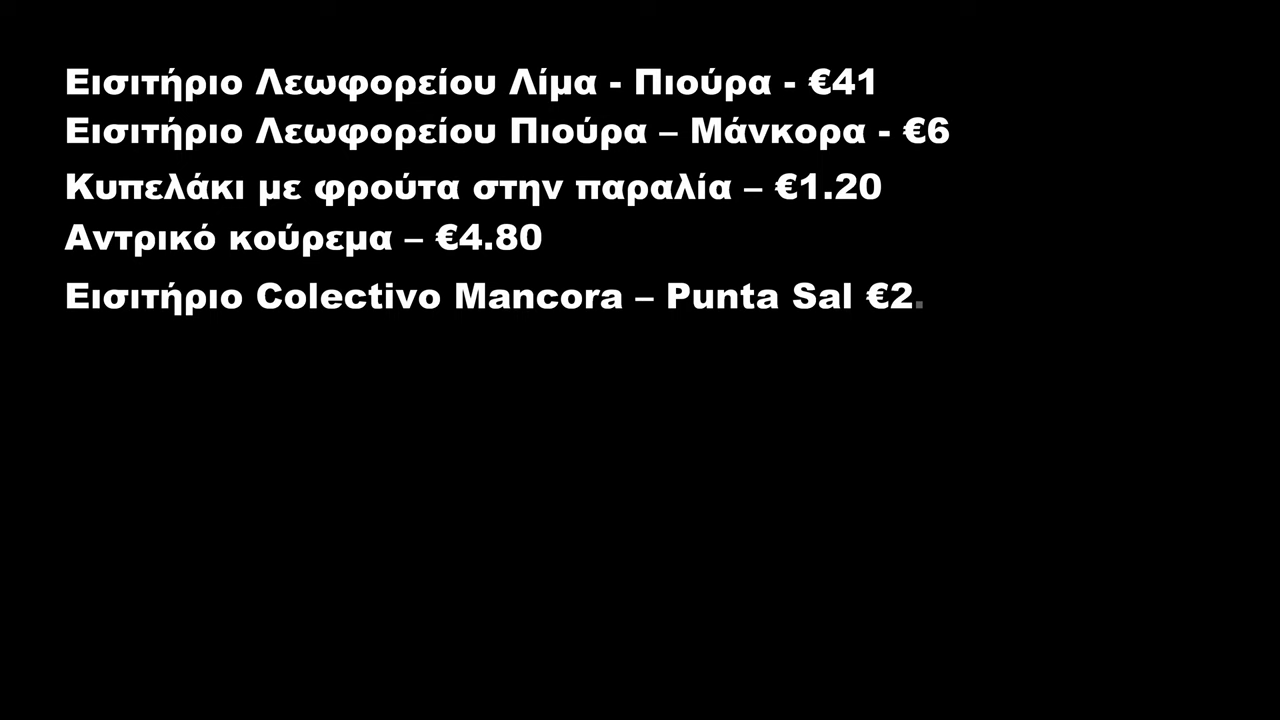 Εισιτήριο Λεωφορείου Λίμα - Πιούρα - €41
Εισιτήριο Λεωφορείου Πιούρα – Μάνκορα - €6
Κυπελάκι με φρούτα στην παραλία – €1.20
Αντρικό κούρεμα – €4.80
Εισιτήριο Colectivo Mancora – Punta Sal €2.